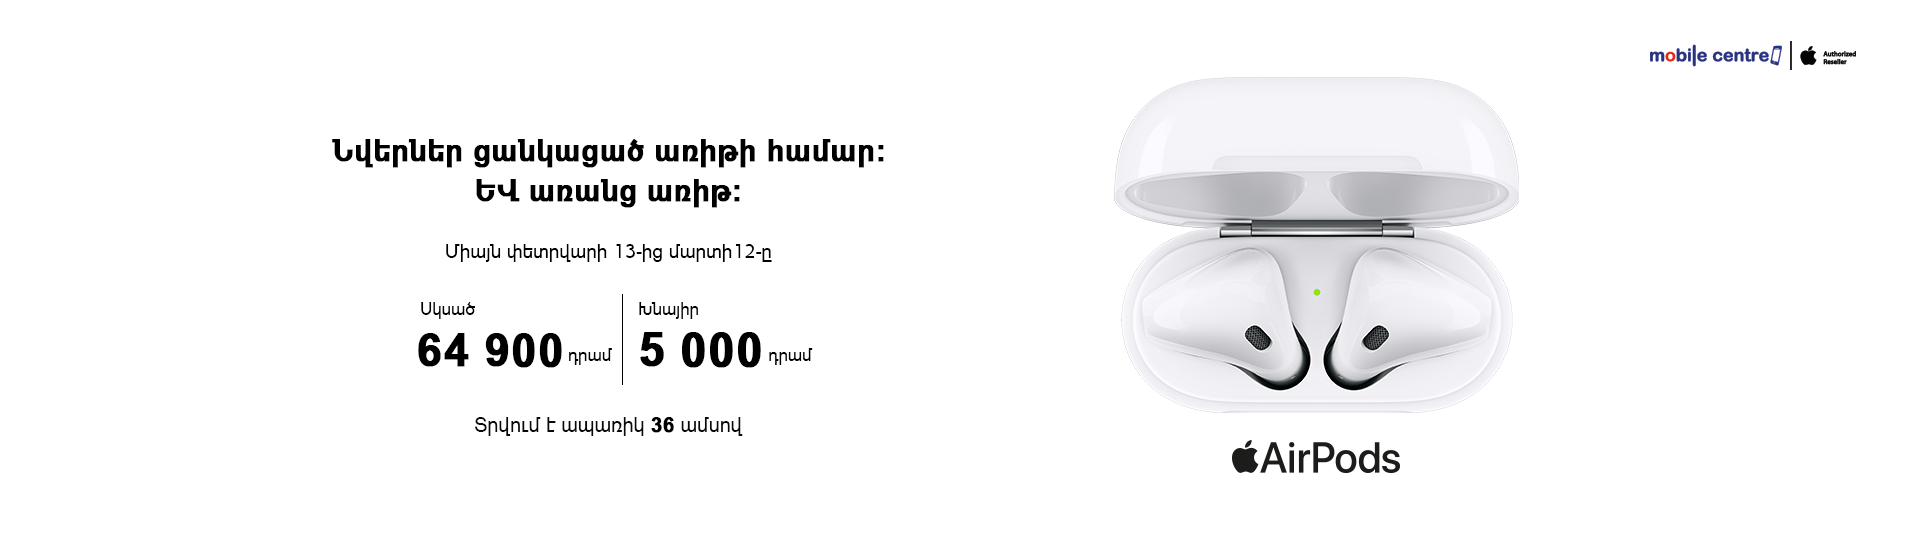 mobile centre
Authorized
Reseller
Նվերներ ցանկացած առիթի համար:
ԵՎ առանց առիթ:
Միայն փետրվարի 13-ից մարտի12-ը
Սկսած
64 900 դրամ
Խնայիր
5 000 դրամ
Տրվում է ապառիկ 36 ամսով
AirPods